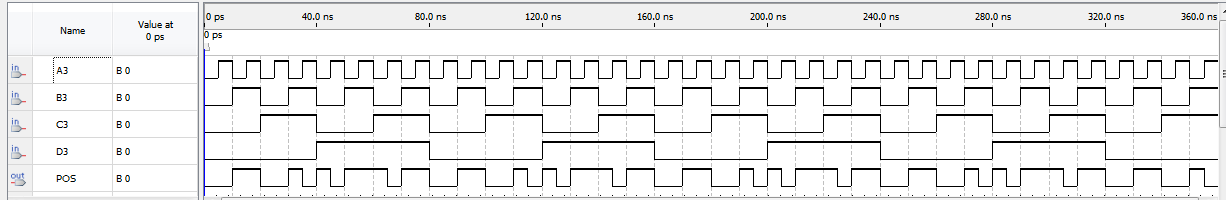 Name
Value at
0 ps
0 ps 40.0 ns 80.0 ns 120.0 ns 160.0 ns 200.0 ns 240.0 ns 280.0 ns 320.0 ns 360.0 ns
0 ps
in A3 B 0
in B3 B 0
in C3 B 0
in D3 B 0
out POS B 0